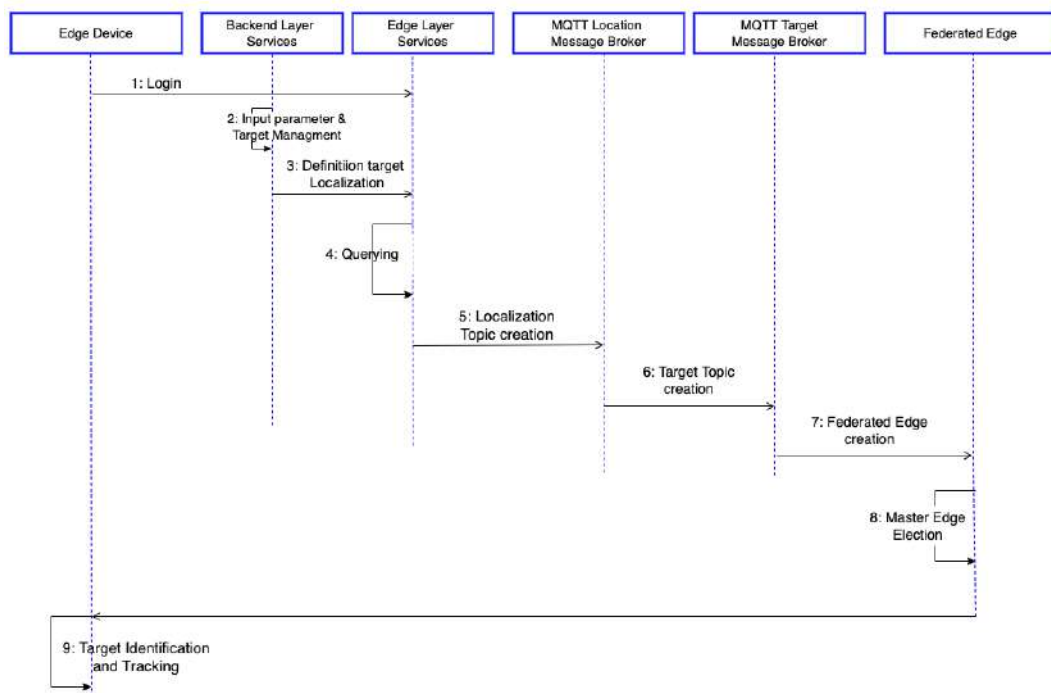 Edge Device
Backend Layer
Services
Edge Layer
Services
MQTT Location
Message Broker
MQTT Target
Message Broker
Federated Edge
1: Login
2: Input parameter &
Target Managment
3: Definitiion target
Localization
4: Querying
5: Localization
Topic creation
6: Target Topic
creation
7: Federated Edge
creation
8: Master Edge
Election
9: Target Identification
and Tracking